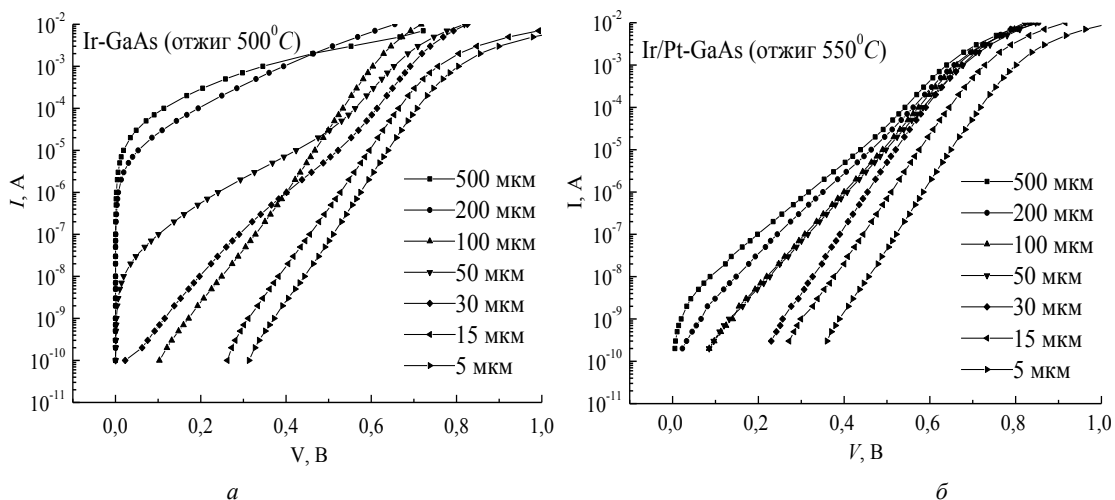 Ir-GaAs (отжиг 500⁰C)
10⁻²
10⁻³
10⁻⁴
10⁻⁵
10⁻⁶
10⁻⁷
10⁻⁸
10⁻⁹
10⁻¹⁰
10⁻¹¹
I, А
500 мкм
200 мкм
100 мкм
50 мкм
30 мкм
15 мкм
5 мкм
0,0 0,2 0,4 0,6 0,8 1,0
V, В
а
Ir/Pt-GaAs (отжиг 550⁰C)
10⁻²
10⁻³
10⁻⁴
10⁻⁵
10⁻⁶
10⁻⁷
10⁻⁸
10⁻⁹
10⁻¹⁰
10⁻¹¹
I, А
500 мкм
200 мкм
100 мкм
50 мкм
30 мкм
15 мкм
5 мкм
0,0 0,2 0,4 0,6 0,8 1,0
V, В
б